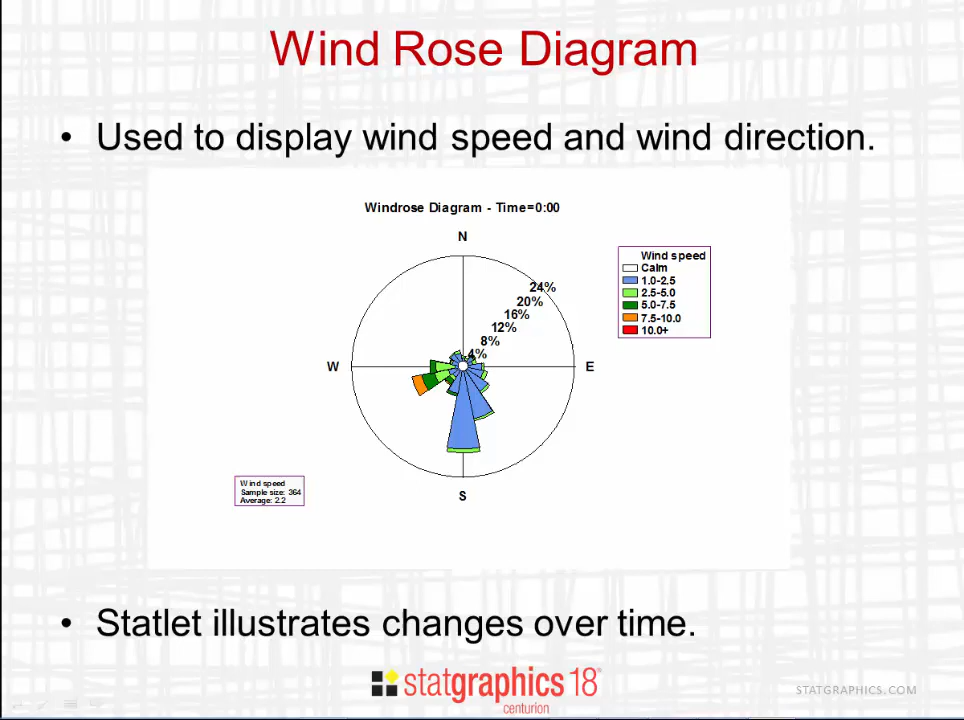 Wind Rose Diagram
• Used to display wind speed and wind direction.
Windrose Diagram - Time=0:00
N
24%
20%
16%
12%
8%
4%
W
E
S
Wind speed
Calm
1.0-2.5
2.5-5.0
5.0-7.5
7.5-10.0
10.0+
Wind speed
Sample size: 364
Average: 2.2
• Statlet illustrates changes over time.
statgraphics 18®
centurion
STATGRAPHICS.COM